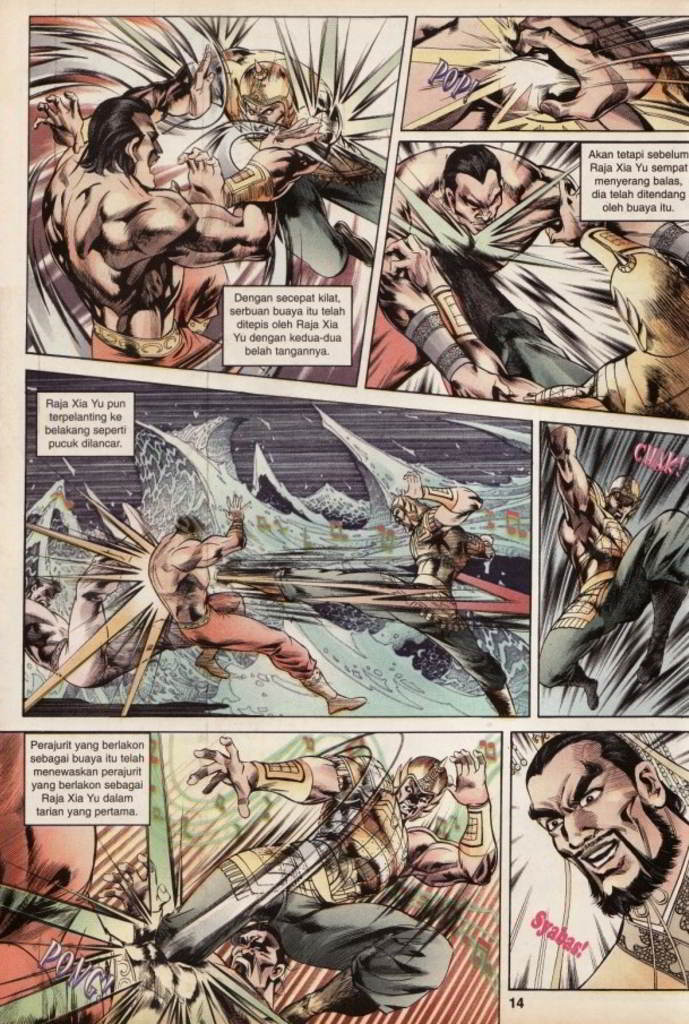 Dengan secepat kilat,
serbuan buaya itu telah
ditepis oleh Raja Xia
Yu dengan kedua-dua
belah tangannya.
POP!
Akan tetapi sebelum
Raja Xia Yu sempat
menyerang balas,
dia telah ditendang
oleh buaya itu.
Raja Xia Yu pun
terpelanting ke
belakang seperti
pucuk dilancar.
CHAK!
Perajurit yang berlakon
sebagai buaya itu telah
menewaskan perajurit
yang berlakon sebagai
Raja Xia Yu dalam
tarian yang pertama.
PONG!
Syabas!
14